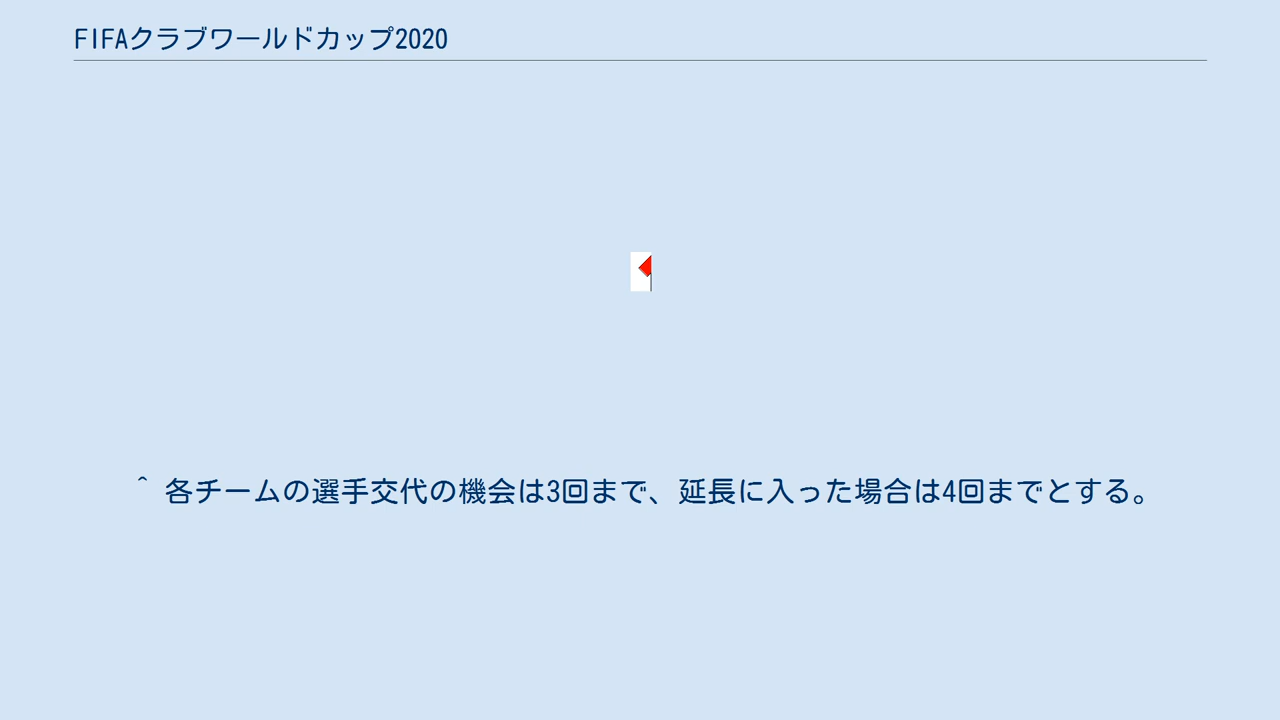 FIFAクラブワールドカップ2020
^ 各チームの選手交代の機会は3回まで、延長に入った場合は4回までとする。